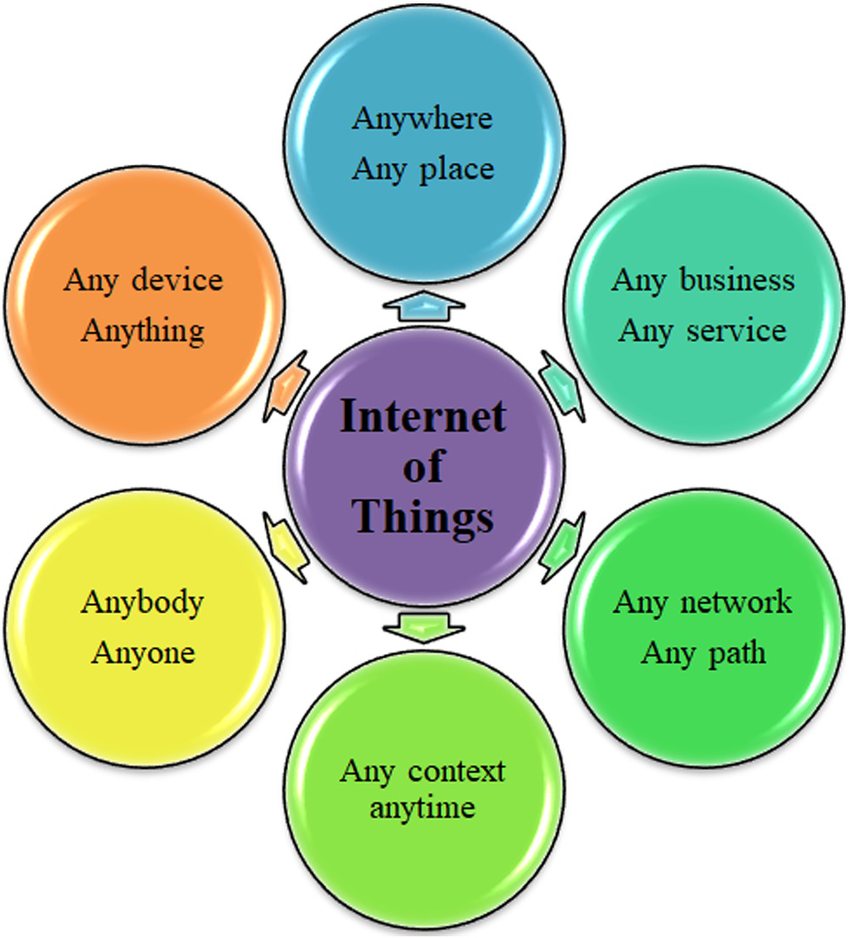 Anywhere
Any place
Any device
Anything
Any business
Any service
Internet
of
Things
Anybody
Anyone
Any network
Any path
Any context
anytime